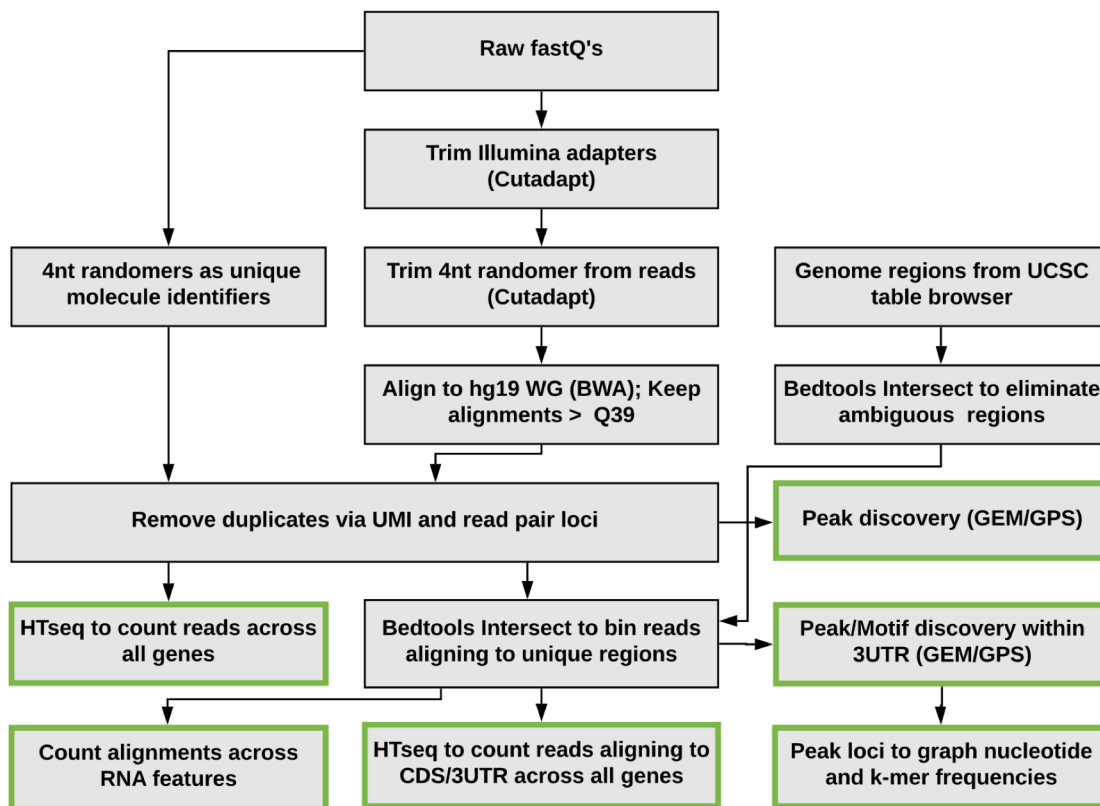 Raw fastQ's
Trim Illumina adapters
(Cutadapt)
4nt randomers as unique
molecule identifiers
Trim 4nt randomer from reads
(Cutadapt)
Genome regions from UCSC
table browser
Align to hg19 WG (BWA); Keep
alignments > Q39
Bedtools Intersect to eliminate
ambiguous regions
Remove duplicates via UMI and read pair loci
Peak discovery (GEM/GPS)
HTseq to count reads across
all genes
Bedtools Intersect to bin reads
aligning to unique regions
Peak/Motif discovery within
3UTR (GEM/GPS)
Count alignments across
RNA features
HTseq to count reads aligning to
CDS/3UTR across all genes
Peak loci to graph nucleotide
and k-mer frequencies